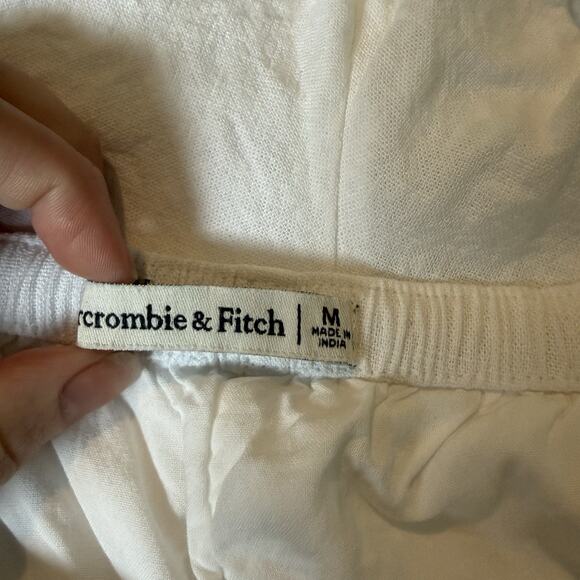 rcrombie & Fitch | M
MADE IN
INDIA